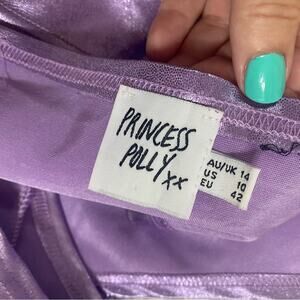 PRINCESS
POLLY xx
AU/UK 14
US 10
EU 42